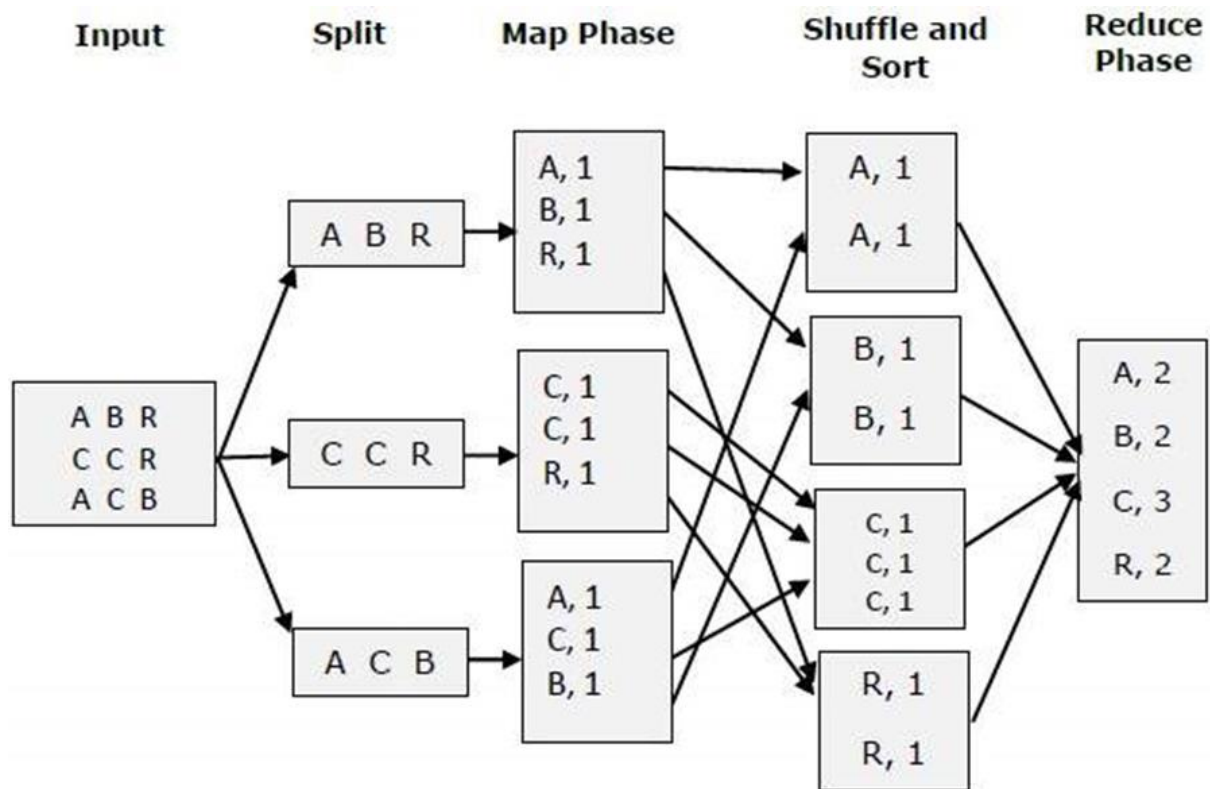 Input
Split
Map Phase
Shuffle and
Sort
Reduce
Phase
A B R
C C R
A C B
A B R
C C R
A C B
A, 1
B, 1
R, 1
C, 1
C, 1
R, 1
A, 1
C, 1
B, 1
A, 1
A, 1
B, 1
B, 1
C, 1
C, 1
C, 1
R, 1
R, 1
A, 2
B, 2
C, 3
R, 2